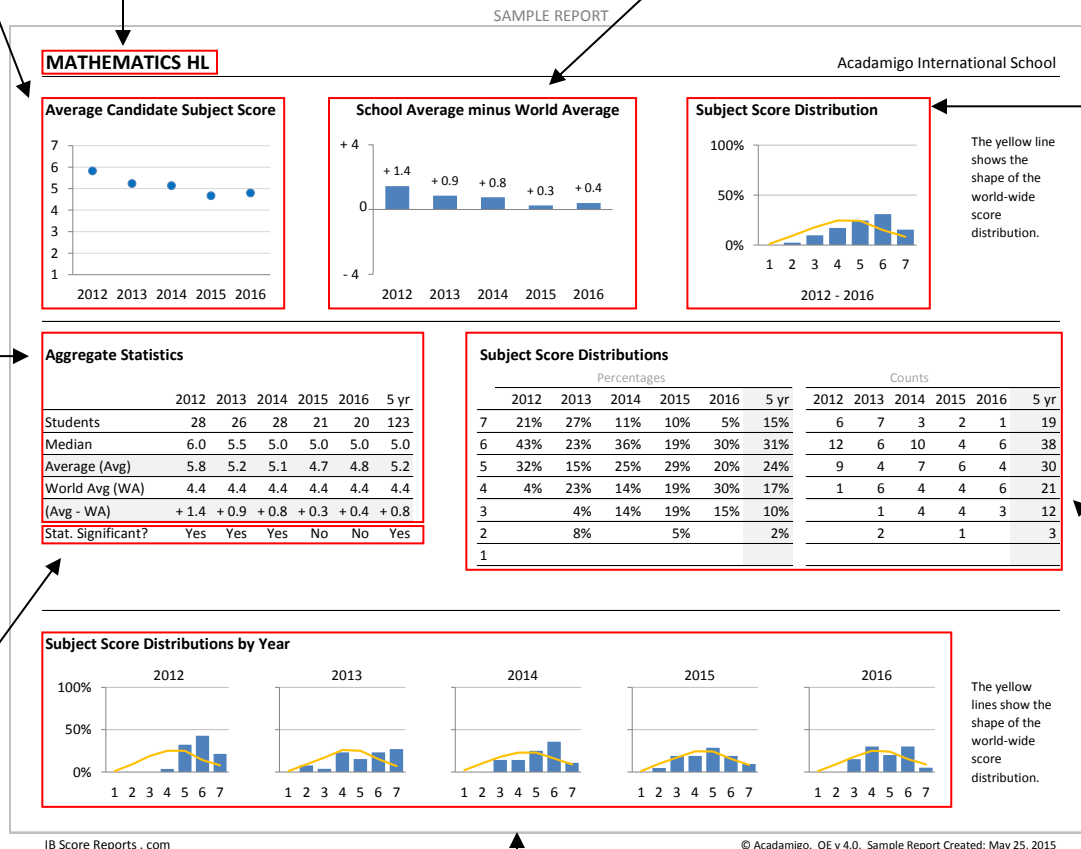 SAMPLE REPORT
MATHEMATICS HL
Acadamigo International School
Average Candidate Subject Score
7
6
5
4
3
2
1
2012 2013 2014 2015 2016
School Average minus World Average
+ 4
+ 1.4 + 0.9 + 0.8 + 0.3 + 0.4
0
- 4
2012 2013 2014 2015 2016
Subject Score Distribution
100%
50%
0%
1 2 3 4 5 6 7
2012 - 2016
The yellow line
shows the
shape of the
world-wide
score
distribution.
Aggregate Statistics
2012 2013 2014 2015 2016 5 yr
Students 28 26 28 21 20 123
Median 6.0 5.5 5.0 5.0 5.0 5.0
Average (Avg) 5.8 5.2 5.1 4.7 4.8 5.2
World Avg (WA) 4.4 4.4 4.4 4.4 4.4 4.4
(Avg - WA) + 1.4 + 0.9 + 0.8 + 0.3 + 0.4 + 0.8
Stat. Significant? Yes Yes Yes No No Yes
Subject Score Distributions
Percentages Counts
2012 2013 2014 2015 2016 5 yr 2012 2013 2014 2015 2016 5 yr
7 21% 27% 11% 10% 5% 15% 6 7 3 2 1 19
6 43% 23% 36% 19% 30% 31% 12 6 10 4 6 38
5 32% 15% 25% 29% 20% 24% 9 4 7 6 4 30
4 4% 23% 14% 19% 30% 17% 1 6 4 4 6 21
3 4% 14% 19% 15% 10% 1 4 4 3 12
2 8% 5% 2% 2 1 3
1
Subject Score Distributions by Year
2012 2013 2014 2015 2016
100%
50%
0%
1 2 3 4 5 6 7 1 2 3 4 5 6 7 1 2 3 4 5 6 7 1 2 3 4 5 6 7 1 2 3 4 5 6 7
The yellow
lines show the
shape of the
world-wide
score
distribution.
IB Score Reports . com
© Acadamigo, OE v 4.0, Sample Report Created: May 25, 2015